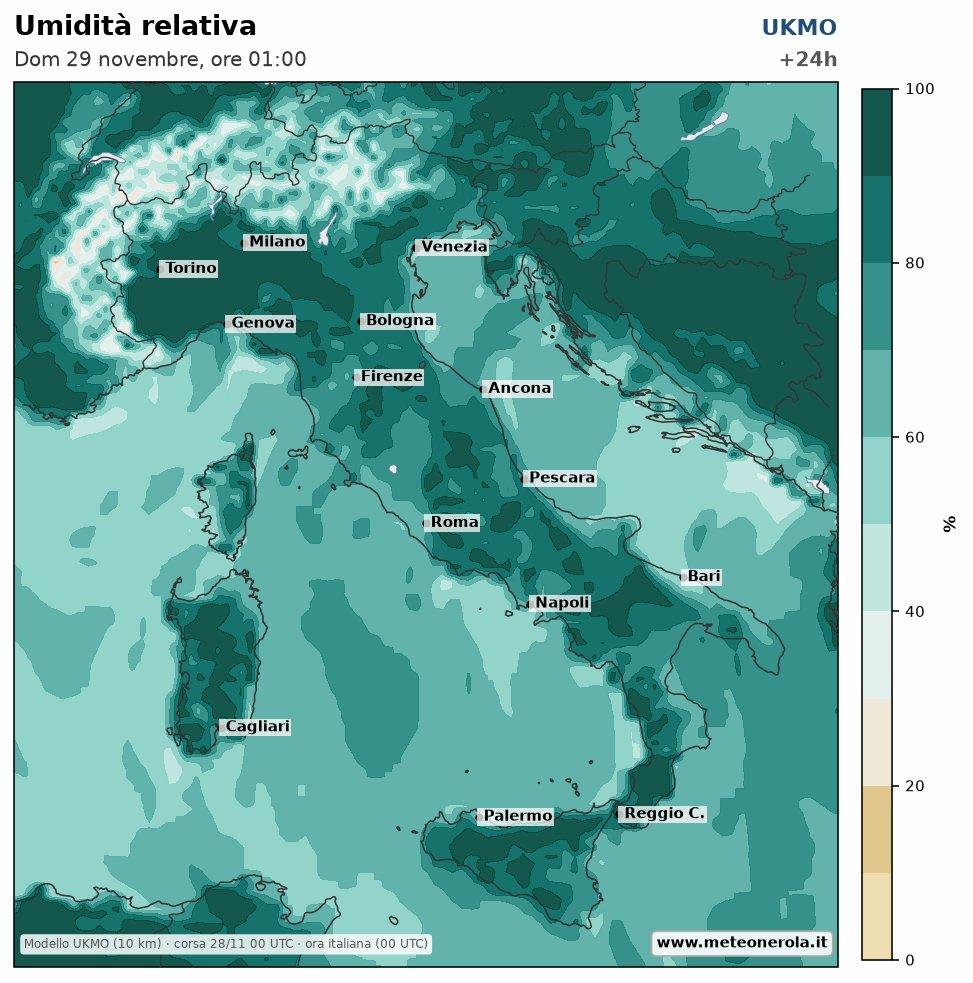 Umidità relativa
UKMO
Dom 29 novembre, ore 01:00
+24h
100
80
60
40
20
0
%
Milano
Venezia
Torino
Genova
Bologna
Firenze
Ancona
Pescara
Roma
Bari
Napoli
Cagliari
Palermo
Reggio C.
Modello UKMO (10 km) · corsa 28/11 00 UTC · ora italiana (00 UTC)
www.meteonerola.it